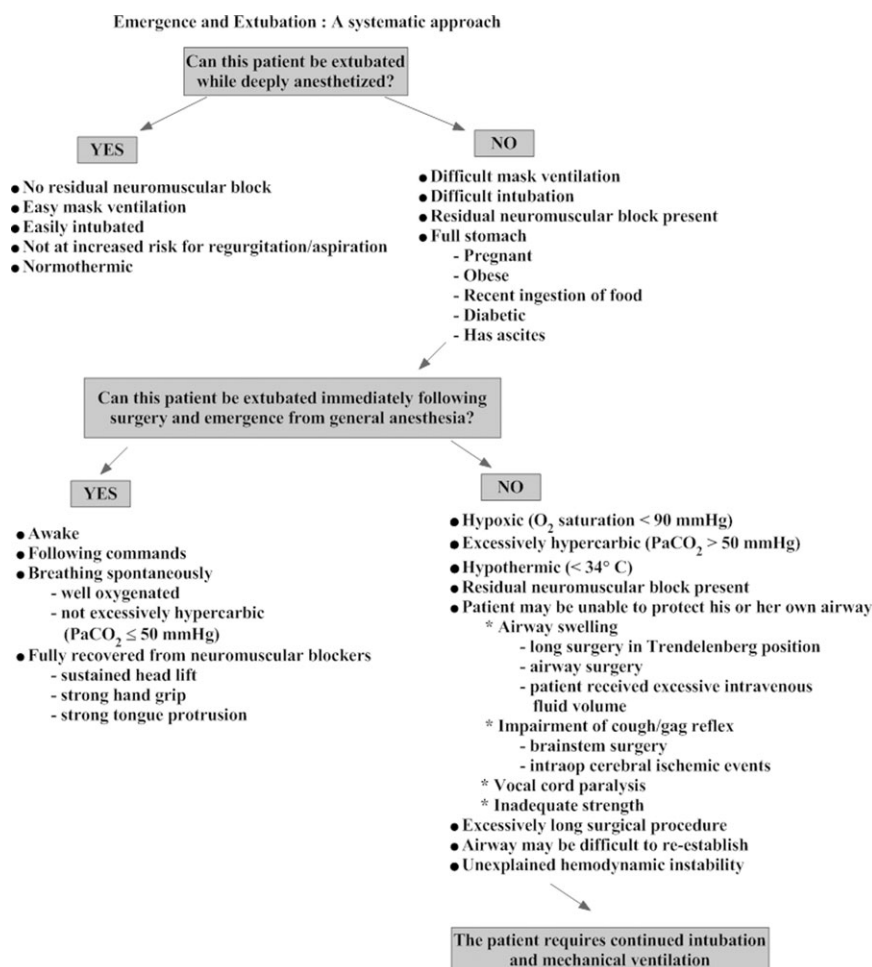 Emergence and Extubation : A systematic approach
Can this patient be extubated
while deeply anesthetized?
YES
● No residual neuromuscular block
● Easy mask ventilation
● Easily intubated
● Not at increased risk for regurgitation/aspiration
● Normothermic
NO
● Difficult mask ventilation
● Difficult intubation
● Residual neuromuscular block present
● Full stomach
- Pregnant
- Obese
- Recent ingestion of food
- Diabetic
- Has ascites
Can this patient be extubated immediately following
surgery and emergence from general anesthesia?
YES
● Awake
● Following commands
● Breathing spontaneously
- well oxygenated
- not excessively hypercarbic
(PaCO₂ ≤ 50 mmHg)
● Fully recovered from neuromuscular blockers
- sustained head lift
- strong hand grip
- strong tongue protrusion
NO
● Hypoxic (O₂ saturation < 90 mmHg)
● Excessively hypercarbic (PaCO₂ > 50 mmHg)
● Hypothermic (< 34° C)
● Residual neuromuscular block present
● Patient may be unable to protect his or her own airway
* Airway swelling
- long surgery in Trendelenberg position
- airway surgery
- patient received excessive intravenous
fluid volume
* Impairment of cough/gag reflex
- brainstem surgery
- intraop cerebral ischemic events
* Vocal cord paralysis
* Inadequate strength
● Excessively long surgical procedure
● Airway may be difficult to re-establish
● Unexplained hemodynamic instability
The patient requires continued intubation
and mechanical ventilation